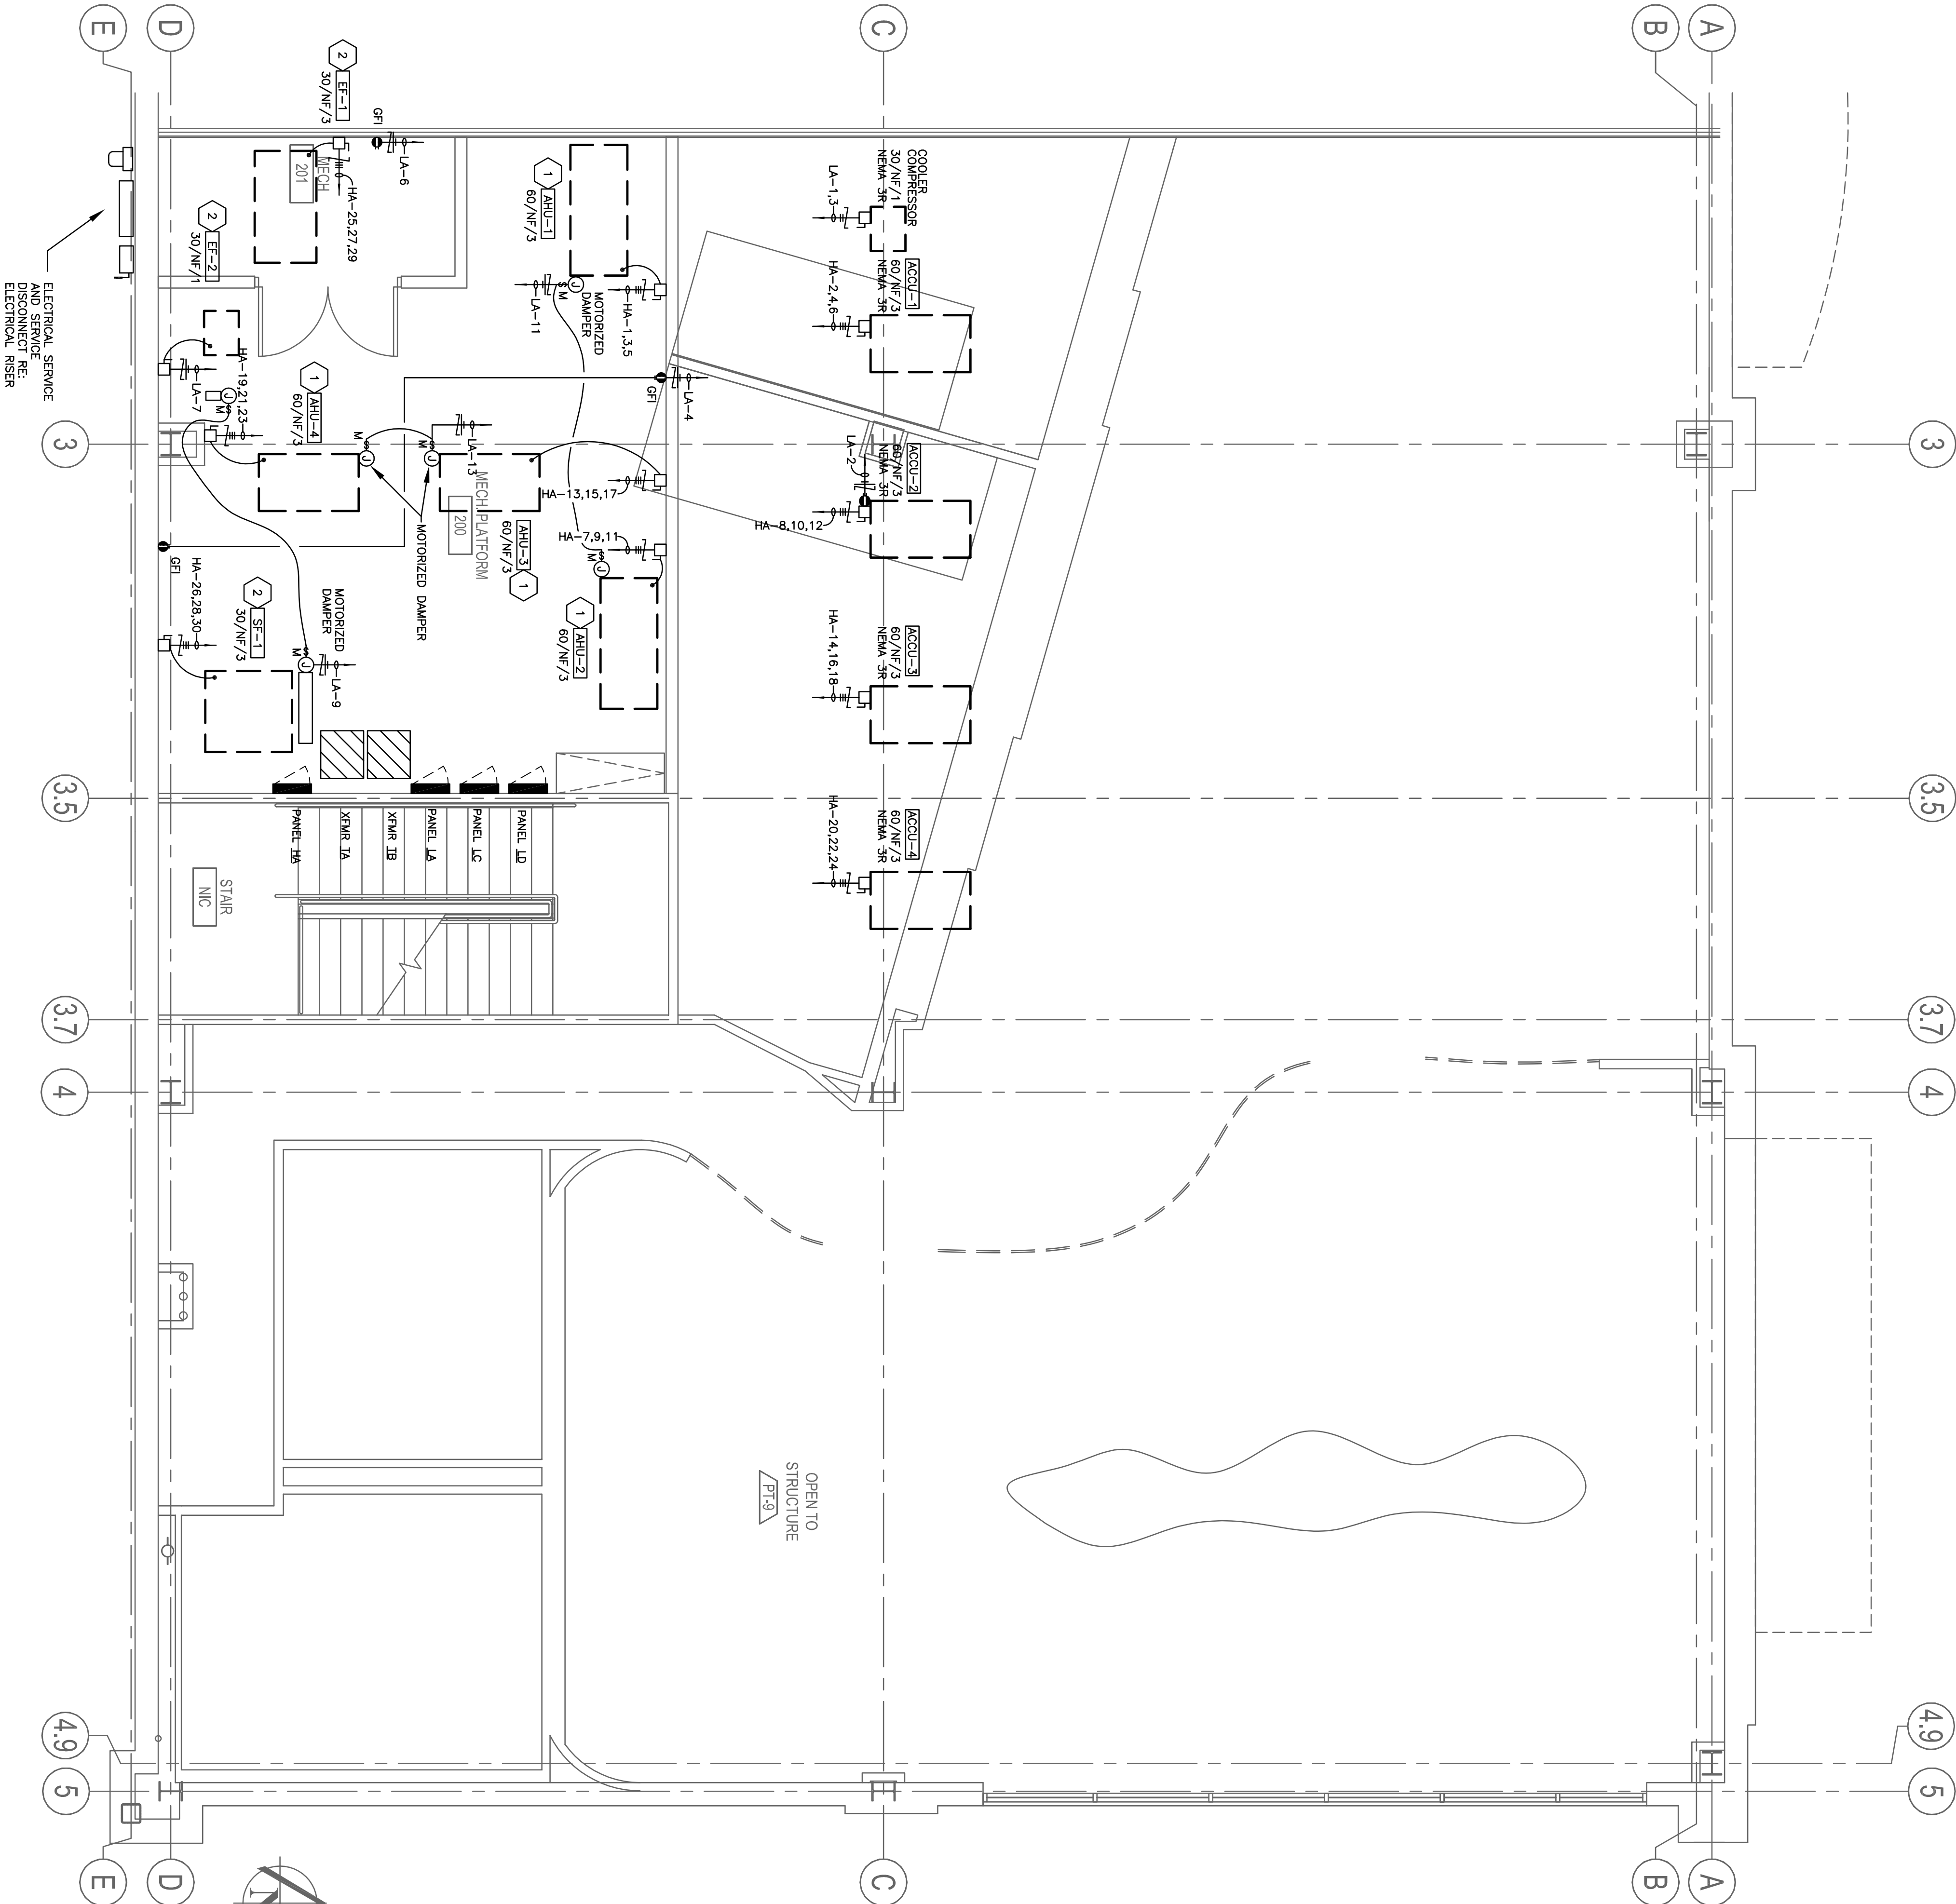 E
D
C
B
A
3
3.5
3.7
4
4.9
5
3
3.5
3.7
4
4.9
5
E
D
C
B
A
COOLER
COMPRESSOR
30/NF/1
NEMA 3R
LA-1,3
ACCU-1
60/NF/3
NEMA 3R
HA-2,4,6
ACCU-2
60/NF/3
NEMA 3R
LA-2
HA-8,10,12
ACCU-3
60/NF/3
NEMA 3R
HA-14,16,18
ACCU-4
60/NF/3
NEMA 3R
HA-20,22,24
1
AHU-1
60/NF/3
HA-1,3,5
MOTORIZED
DAMPER
J
S
M
LA-11
LA-4
GFI
HA-13,15,17
HA-7,9,11
S
M
J
1
AHU-2
60/NF/3
AHU-3
60/NF/3
1
MECH. PLATFORM
200
LA-13
S
M
J
S
M
J
MOTORIZED DAMPER
1
AHU-4
60/NF/3
HA-19,21,23
GFI
LA-6
2
EF-1
30/NF/3
MECH
201
HA-25,27,29
2
EF-2
30/NF/1
LA-7
J
S
M
GFI
HA-26,28,30
2
SF-1
30/NF/3
MOTORIZED
DAMPER
S
M
J
LA-9
PANEL LD
PANEL LC
PANEL LA
XFMR TB
XFMR TA
PANEL HA
STAIR
NIC
ELECTRICAL SERVICE
AND SERVICE
DISCONNECT RE:
ELECTRICAL RISER
OPEN TO
STRUCTURE
PT-9
N